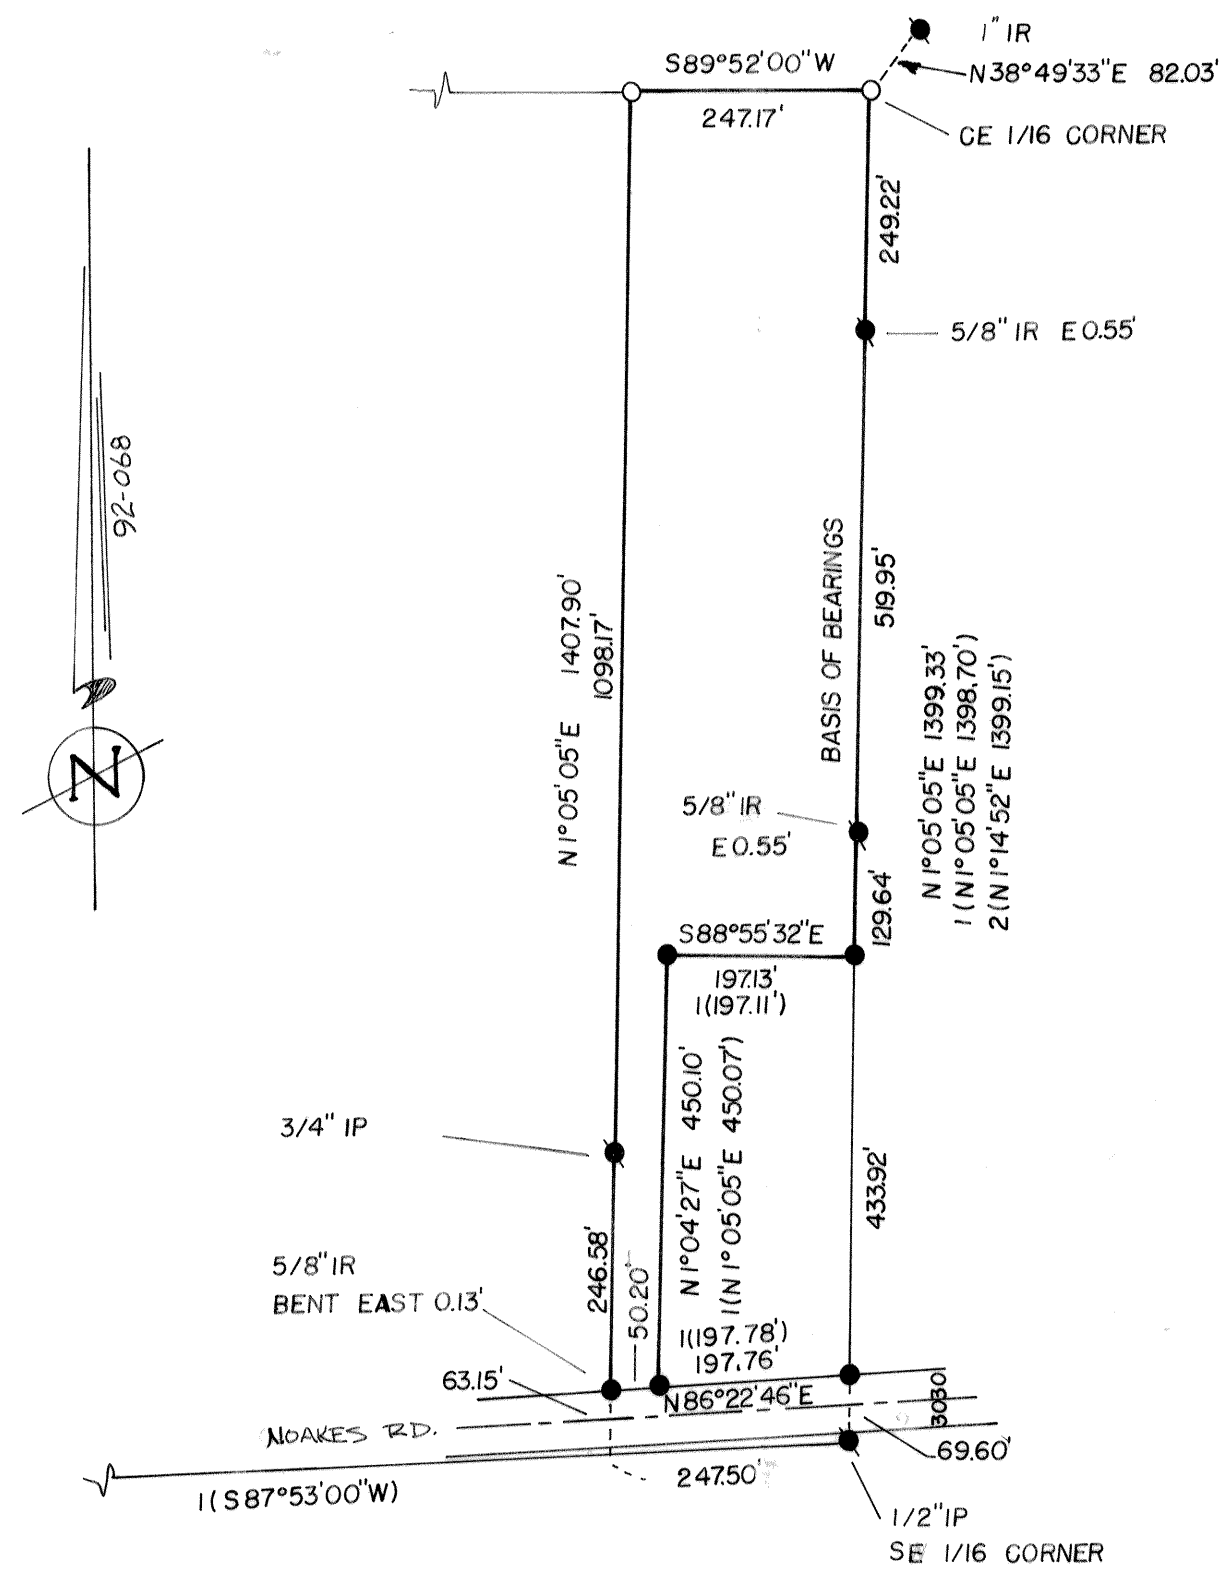 1" IR
S89°52'00"W
N38°49'33"E 82.03'
247.17'
CE 1/16 CORNER
249.22'
5/8" IR E 0.55'
92-068
BASIS OF BEARINGS
519.95'
N1°05'05"E 1407.90'
1098.17'
N1°05'05"E 1399.33'
1(N1°05'05"E 1398.70')
2(N1°14'52"E 1399.15')
N
5/8" IR
E 0.55'
129.64'
S88°55'32"E
197.13'
1(197.11')
N1°04'27"E 450.10'
1(N1°05'05"E 450.07')
3/4" IP
433.92'
246.58'
50.20'
5/8" IR
BENT EAST 0.13'
1(197.78')
197.76'
63.15'
N86°22'46"E
3030
NOAKES RD.
69.60'
247.50'
1(S87°53'00"W)
1/2" IP
SE 1/16 CORNER